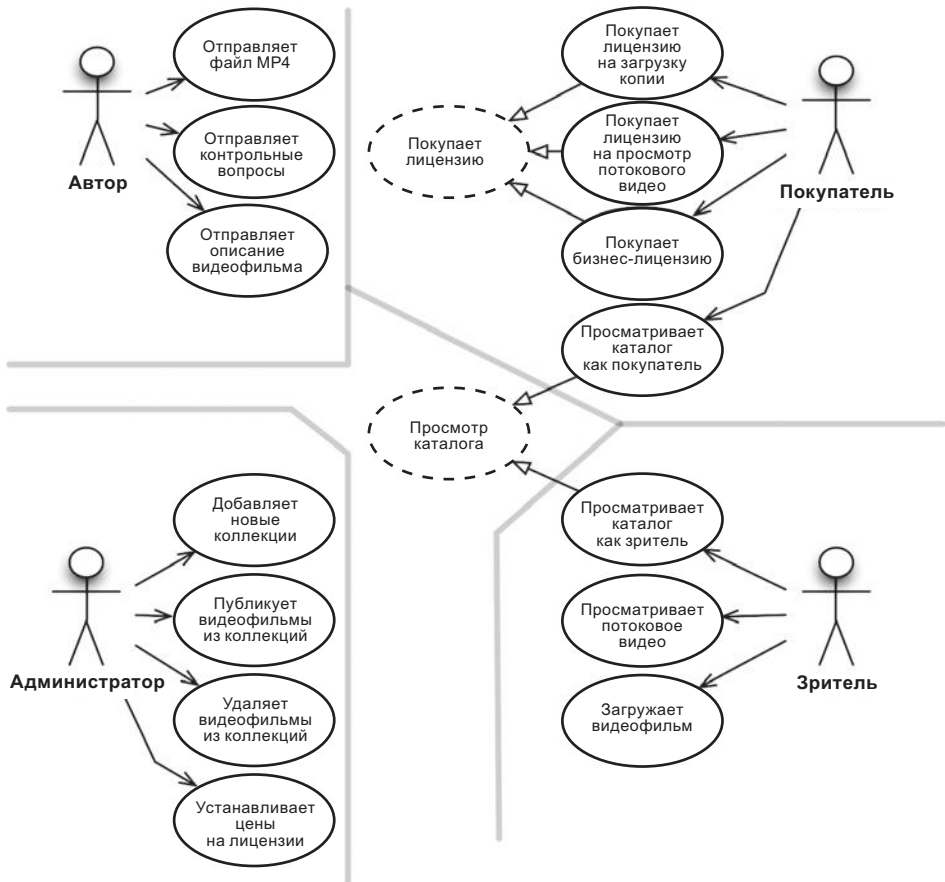 Отправляет
файл MP4
Отправляет
контрольные
вопросы
Отправляет
описание
видеофильма
Автор
Покупает
лицензию
Покупает
лицензию
на загрузку
копии
Покупает
лицензию
на просмотр
потокового
видео
Покупает
бизнес-лицензию
Просматривает
каталог
как покупатель
Покупатель
Просмотр
каталога
Добавляет
новые
коллекции
Публикует
видеофильмы
из коллекций
Удаляет
видеофильмы
из коллекций
Устанавливает
цены
на лицензии
Администратор
Просматривает
каталог
как зритель
Просматривает
потоковое
видео
Загружает
видеофильм
Зритель